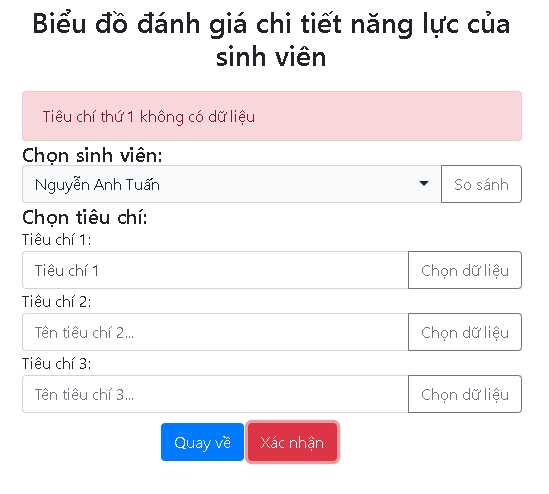 Biểu đồ đánh giá chi tiết năng lực của
sinh viên
Tiêu chí thứ 1 không có dữ liệu
Chọn sinh viên:
Nguyễn Anh Tuấn
So sánh
Chọn tiêu chí:
Tiêu chí 1:
Tiêu chí 1
Chọn dữ liệu
Tiêu chí 2:
Tên tiêu chí 2...
Chọn dữ liệu
Tiêu chí 3:
Tên tiêu chí 3...
Chọn dữ liệu
Quay về
Xác nhận